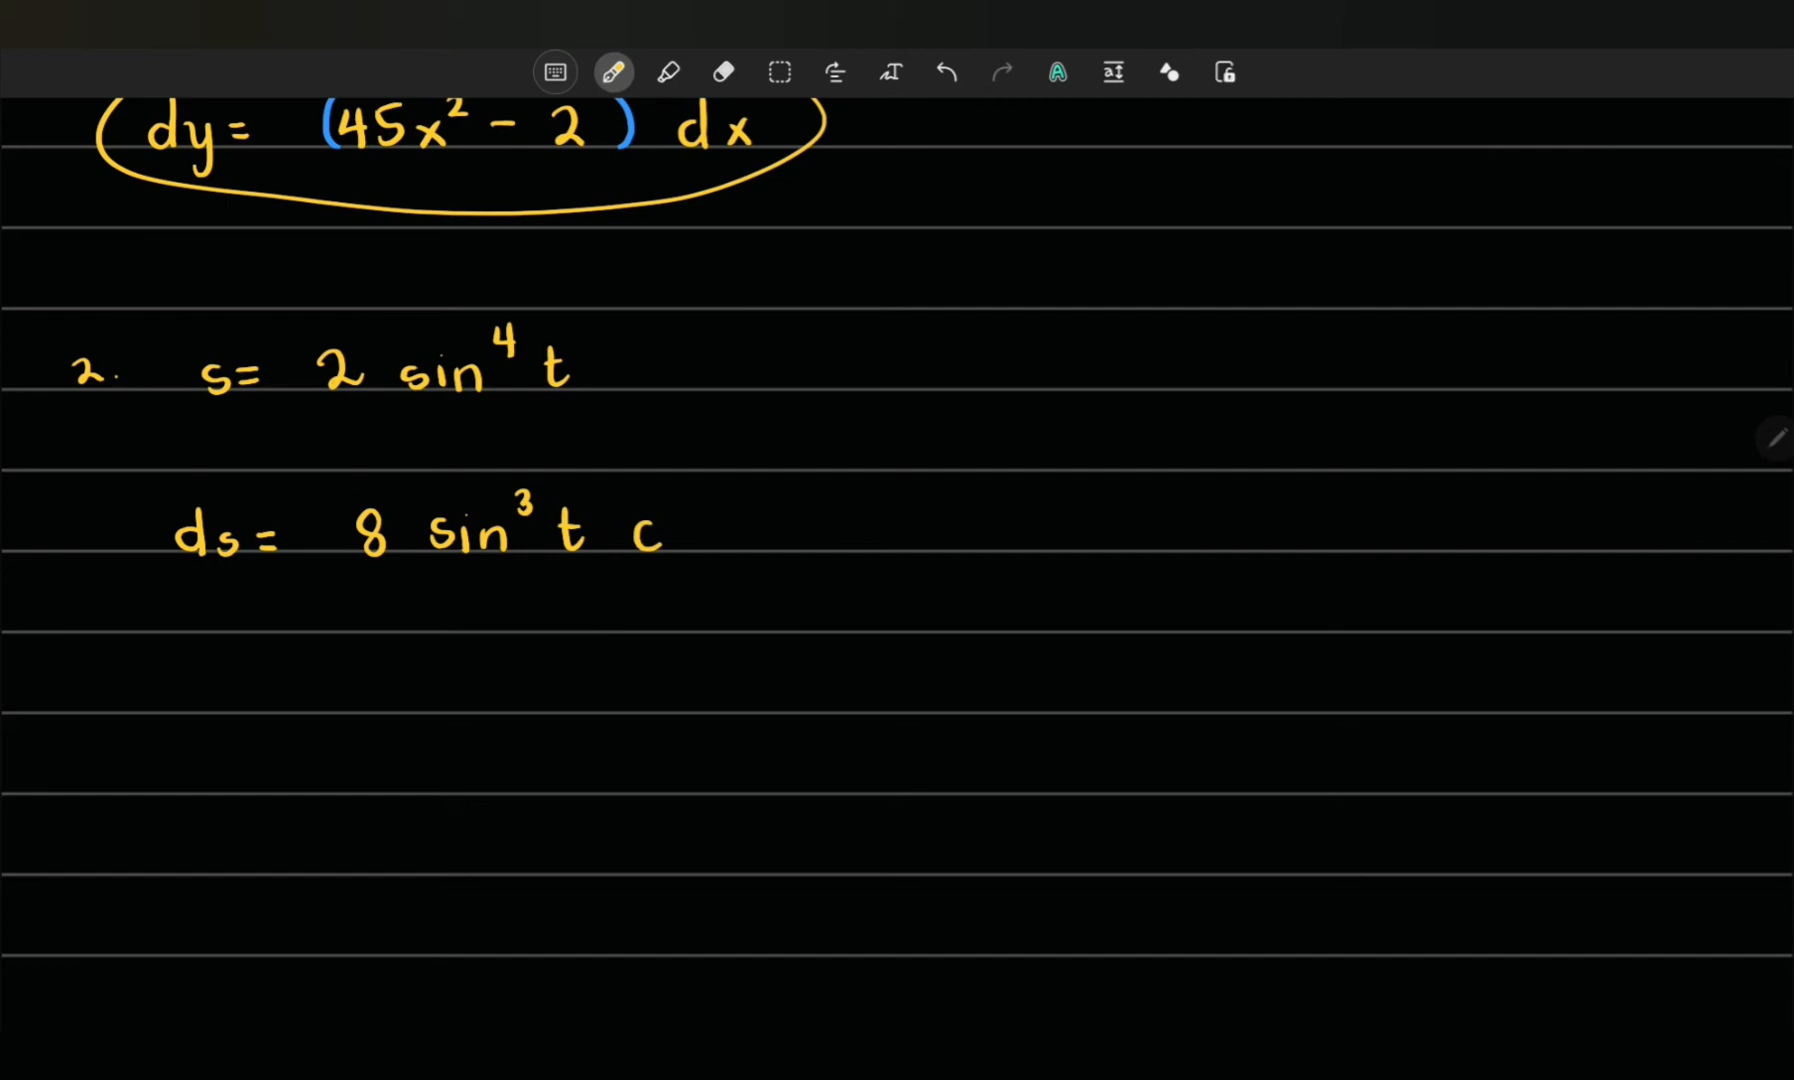 dy = (45x² - 2) dx
2. s = 2 sin⁴ t
ds = 8 sin³ t c